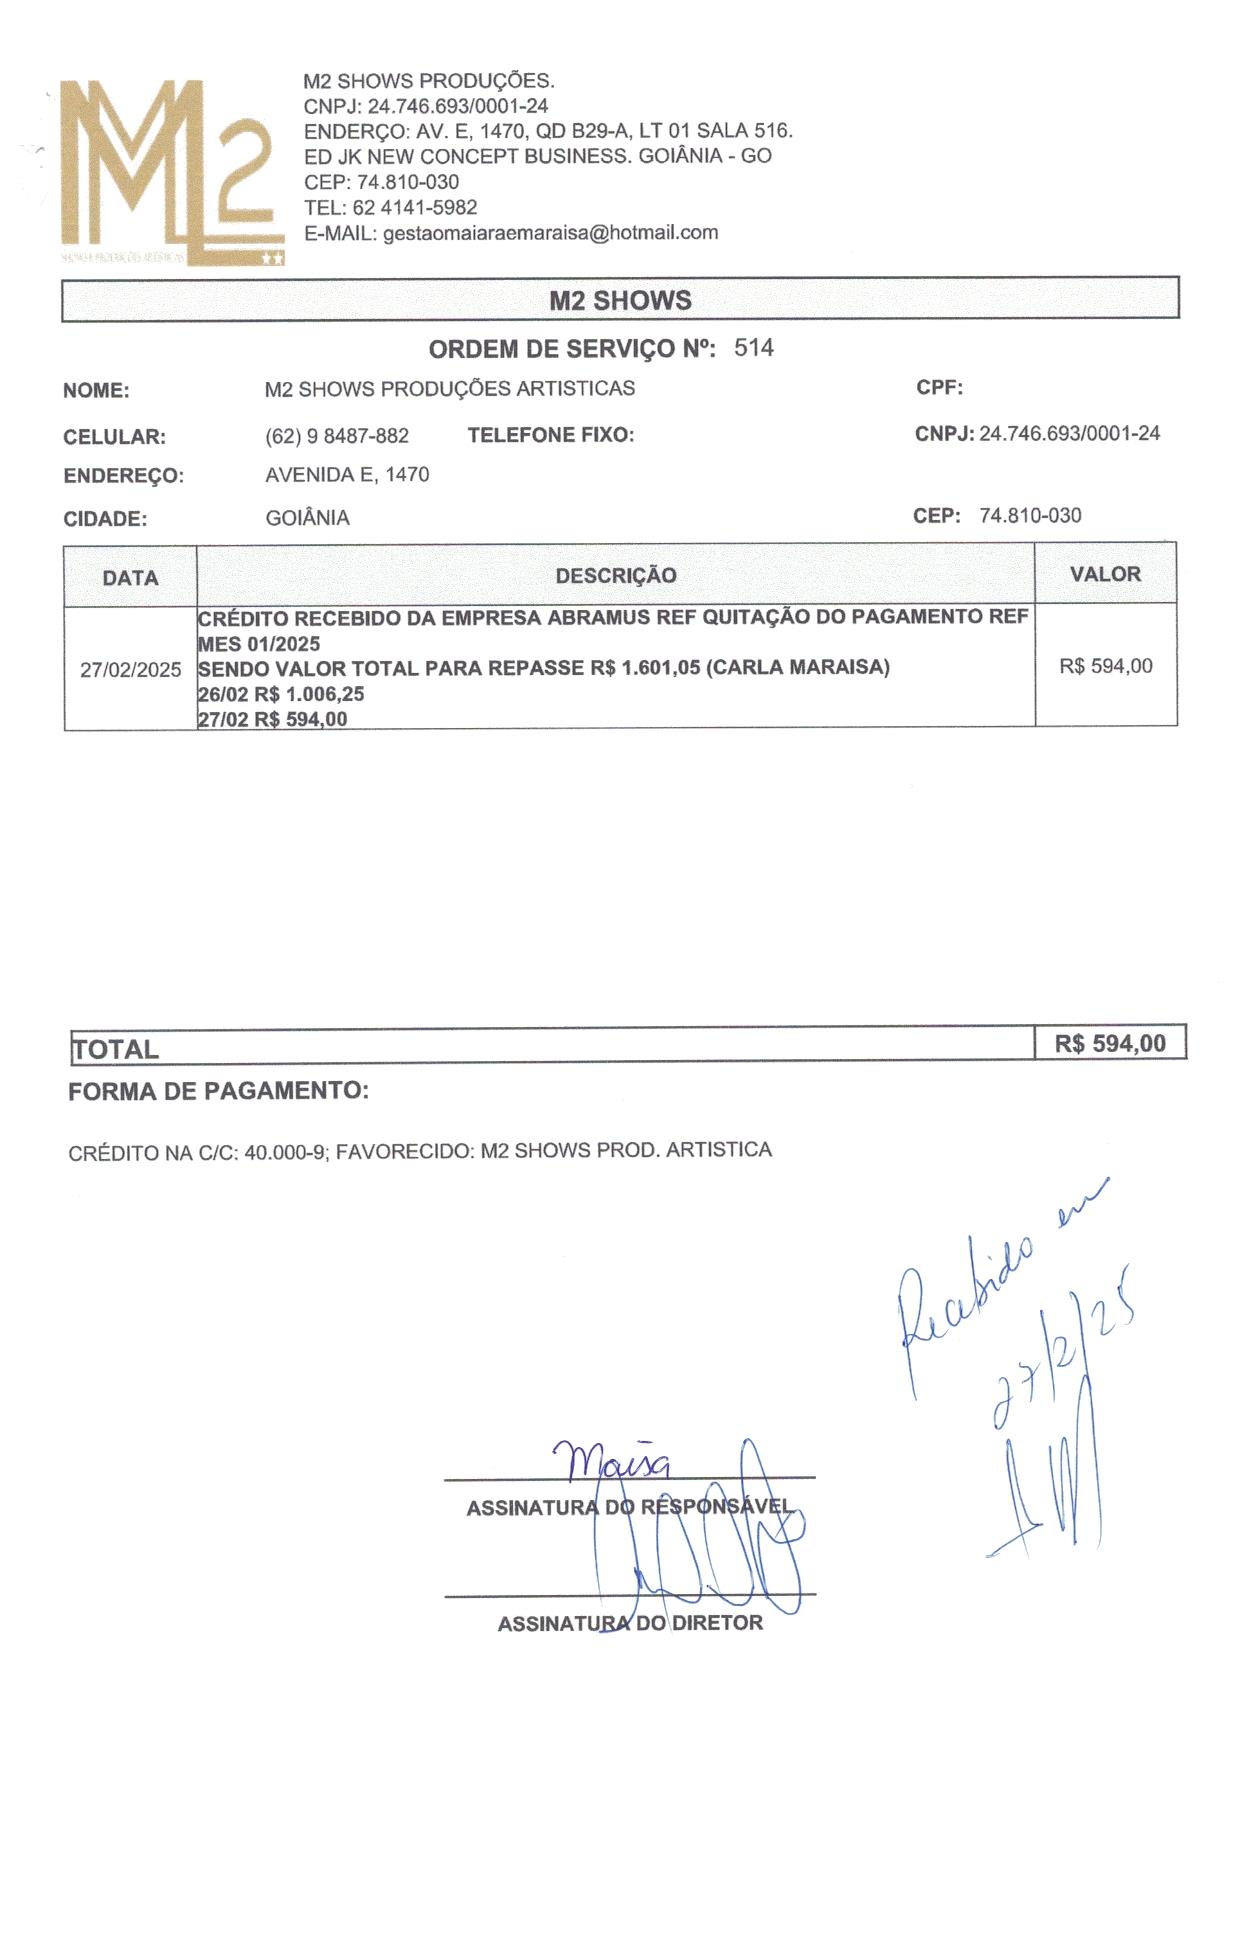 M2
SHOWS & PRODUÇÕES ARTÍSTICAS
M2 SHOWS PRODUÇÕES.
CNPJ: 24.746.693/0001-24
ENDERÇO: AV. E, 1470, QD B29-A, LT 01 SALA 516.
ED JK NEW CONCEPT BUSINESS. GOIÂNIA - GO
CEP: 74.810-030
TEL: 62 4141-5982
E-MAIL: gestaomaiaraemaraisa@hotmail.com
M2 SHOWS
ORDEM DE SERVIÇO Nº: 514
NOME: M2 SHOWS PRODUÇÕES ARTISTICAS CPF:
CELULAR: (62) 9 8487-882 TELEFONE FIXO: CNPJ: 24.746.693/0001-24
ENDEREÇO: AVENIDA E, 1470
CIDADE: GOIÂNIA CEP: 74.810-030
DATA DESCRIÇÃO VALOR
CRÉDITO RECEBIDO DA EMPRESA ABRAMUS REF QUITAÇÃO DO PAGAMENTO REF
MES 01/2025
27/02/2025 SENDO VALOR TOTAL PARA REPASSE R$ 1.601,05 (CARLA MARAISA) R$ 594,00
26/02 R$ 1.006,25
27/02 R$ 594,00
TOTAL R$ 594,00
FORMA DE PAGAMENTO:
CRÉDITO NA C/C: 40.000-9; FAVORECIDO: M2 SHOWS PROD. ARTISTICA
Recebido em
27/2/25
Maisa
ASSINATURA DO RESPONSÁVEL
ASSINATURA DO DIRETOR